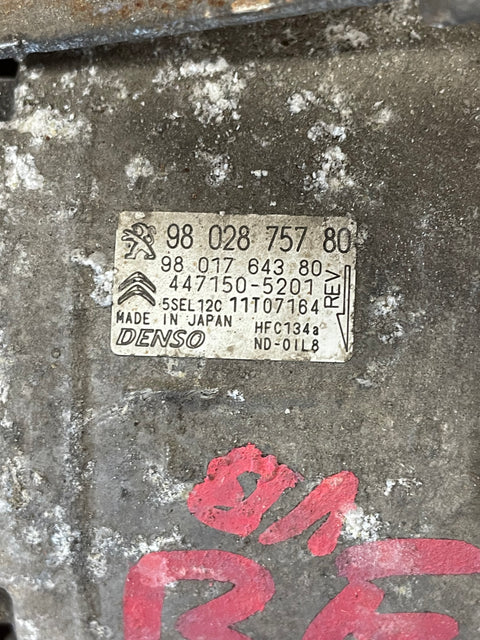 98 028 757 80
98 017 643 80
447150-5201
5SEL12C 11T07164
REV
MADE IN JAPAN HFC134a
DENSO ND-OIL8